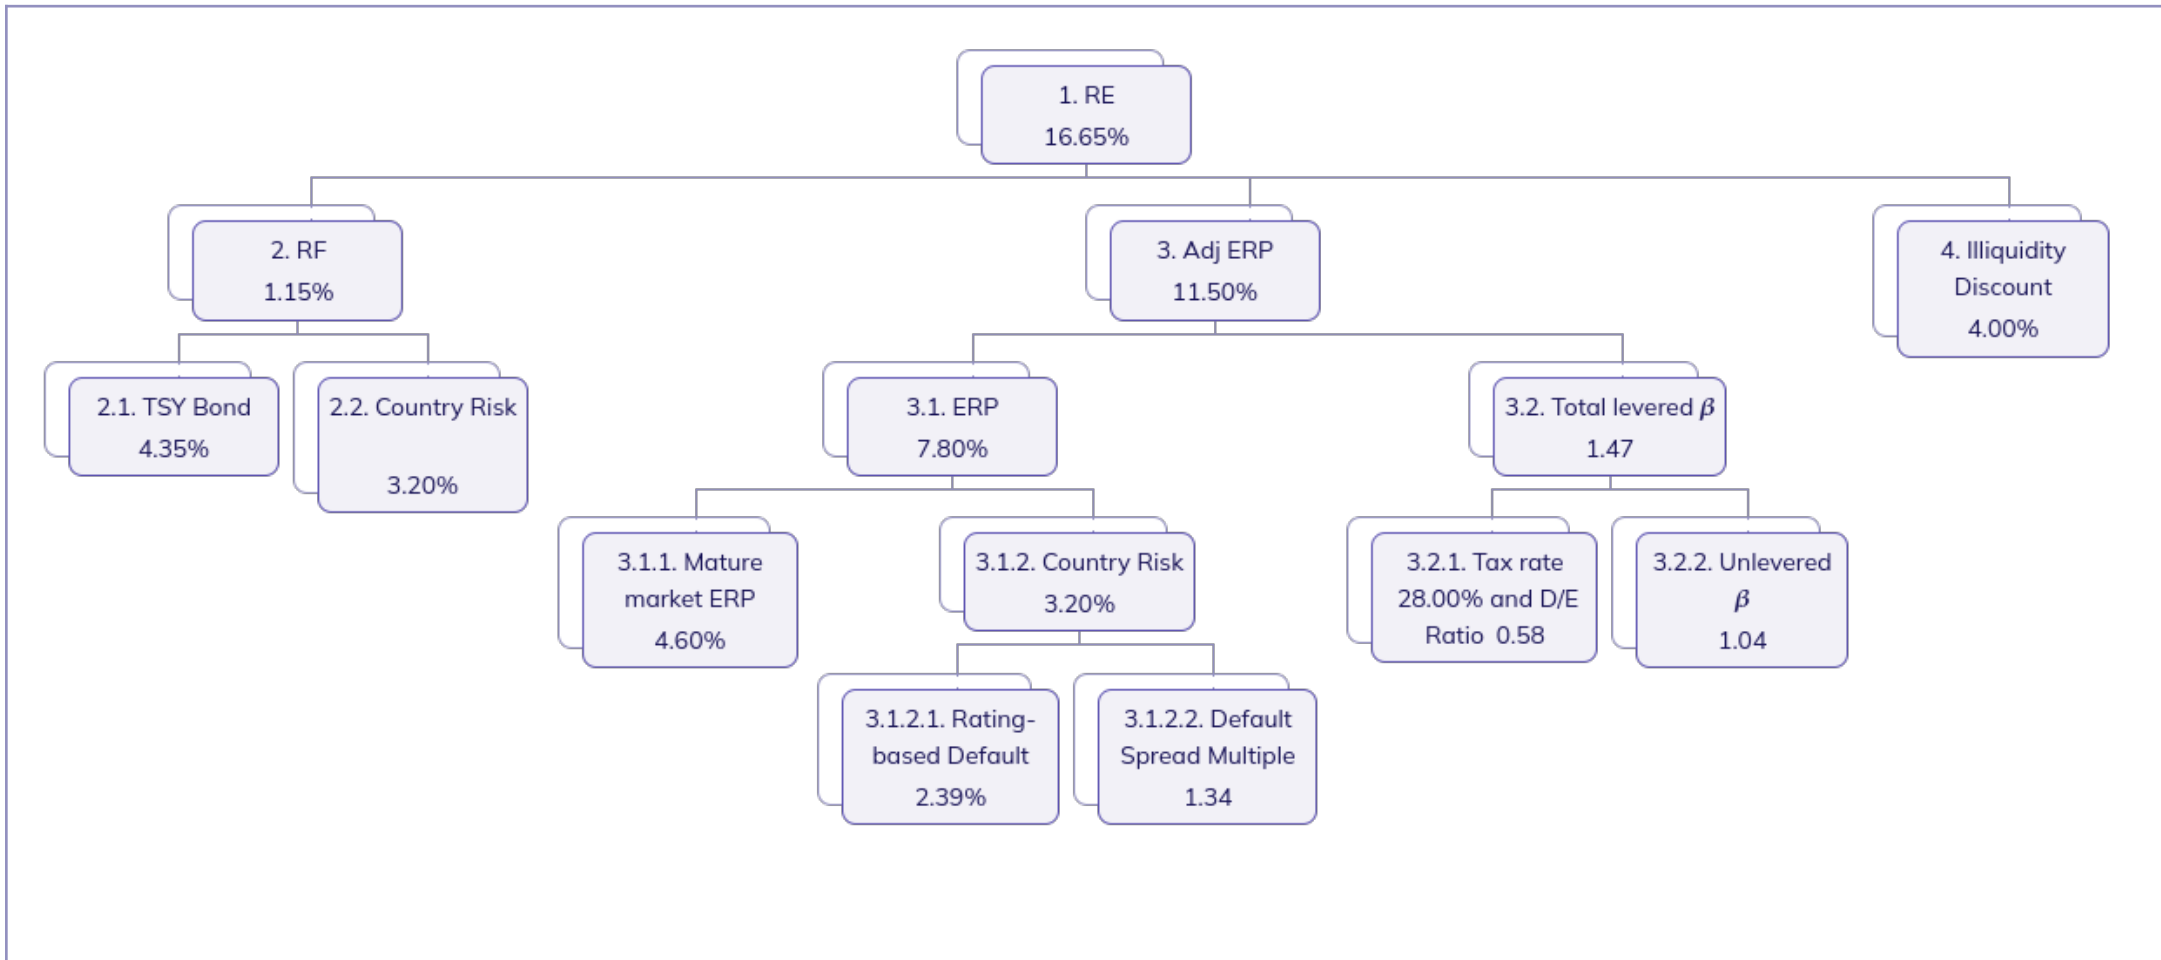 1. RE
16.65%
2. RF
1.15%
3. Adj ERP
11.50%
4. Illiquidity
Discount
4.00%
2.1. TSY Bond
4.35%
2.2. Country Risk
3.20%
3.1. ERP
7.80%
3.2. Total levered β
1.47
3.1.1. Mature
market ERP
4.60%
3.1.2. Country Risk
3.20%
3.2.1. Tax rate
28.00% and D/E
Ratio 0.58
3.2.2. Unlevered
β
1.04
3.1.2.1. Rating-
based Default
2.39%
3.1.2.2. Default
Spread Multiple
1.34